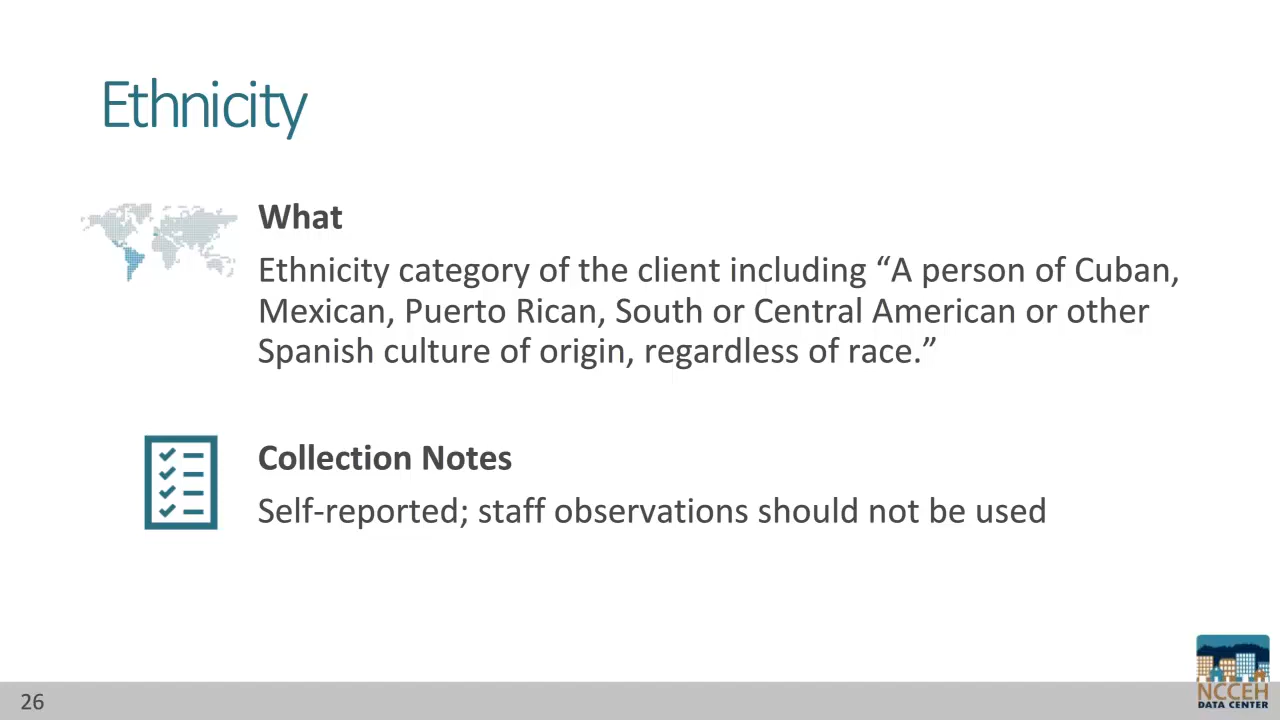 Ethnicity
What
Ethnicity category of the client including “A person of Cuban,
Mexican, Puerto Rican, South or Central American or other
Spanish culture of origin, regardless of race.”
Collection Notes
Self-reported; staff observations should not be used
26
NCCEH
DATA CENTER